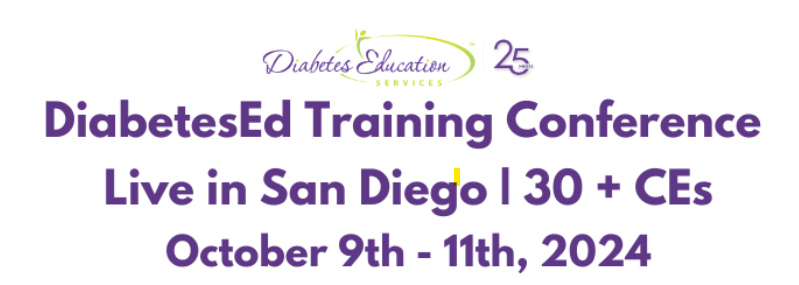 Diabetes Education
SERVICES
25
DiabetesEd Training Conference
Live in San Diego | 30 + CEs
October 9th - 11th, 2024